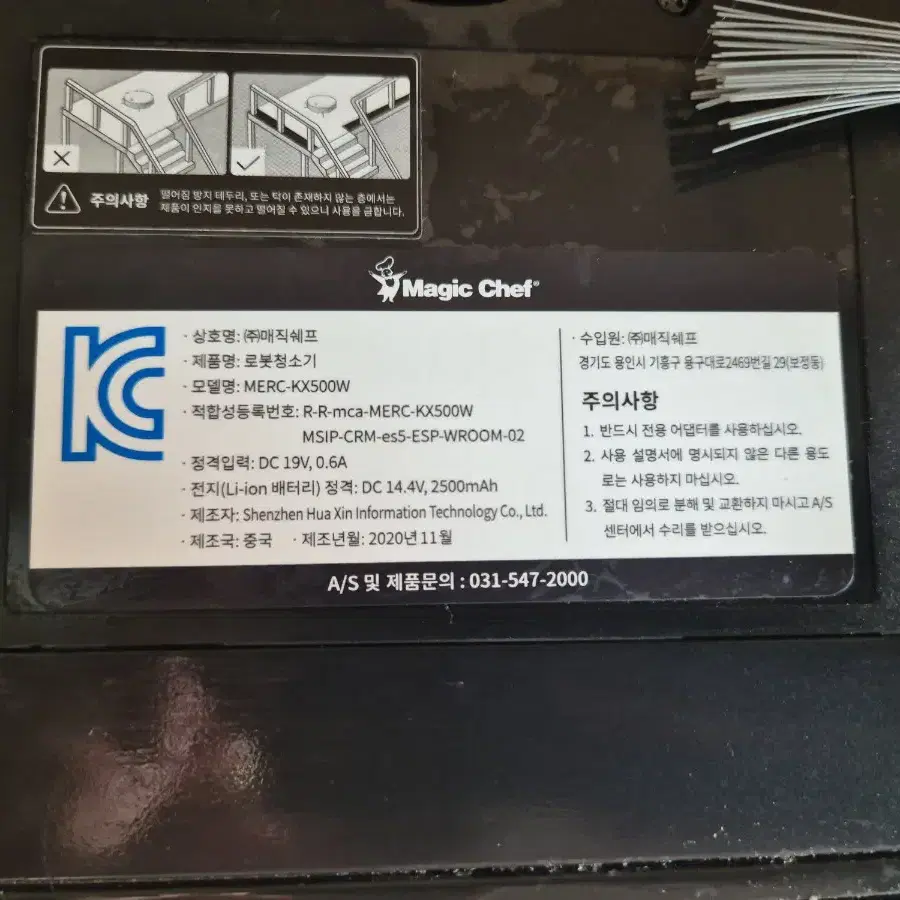 주의사항
떨어짐 방지 테두리, 또는 턱이 존재하지 않는 층에서는
제품이 인지를 못하고 떨어질 수 있으니 사용을 금합니다.
Magic Chef®
· 상호명: ㈜매직쉐프
· 제품명: 로봇청소기
· 모델명: MERC-KX500W
· 적합성등록번호: R-R-mca-MERC-KX500W
MSIP-CRM-es5-ESP-WROOM-02
· 정격입력: DC 19V, 0.6A
· 전지(Li-ion 배터리) 정격: DC 14.4V, 2500mAh
· 제조자: Shenzhen Hua Xin Information Technology Co., Ltd.
· 제조국: 중국 · 제조년월: 2020년 11월
· 수입원: ㈜매직쉐프
경기도 용인시 기흥구 용구대로2469번길 29(보정동)
주의사항
1. 반드시 전용 어댑터를 사용하십시오.
2. 사용 설명서에 명시되지 않은 다른 용도
로는 사용하지 마십시오.
3. 절대 임의로 분해 및 교환하지 마시고 A/S
센터에서 수리를 받으십시오.
A/S 및 제품문의 : 031-547-2000